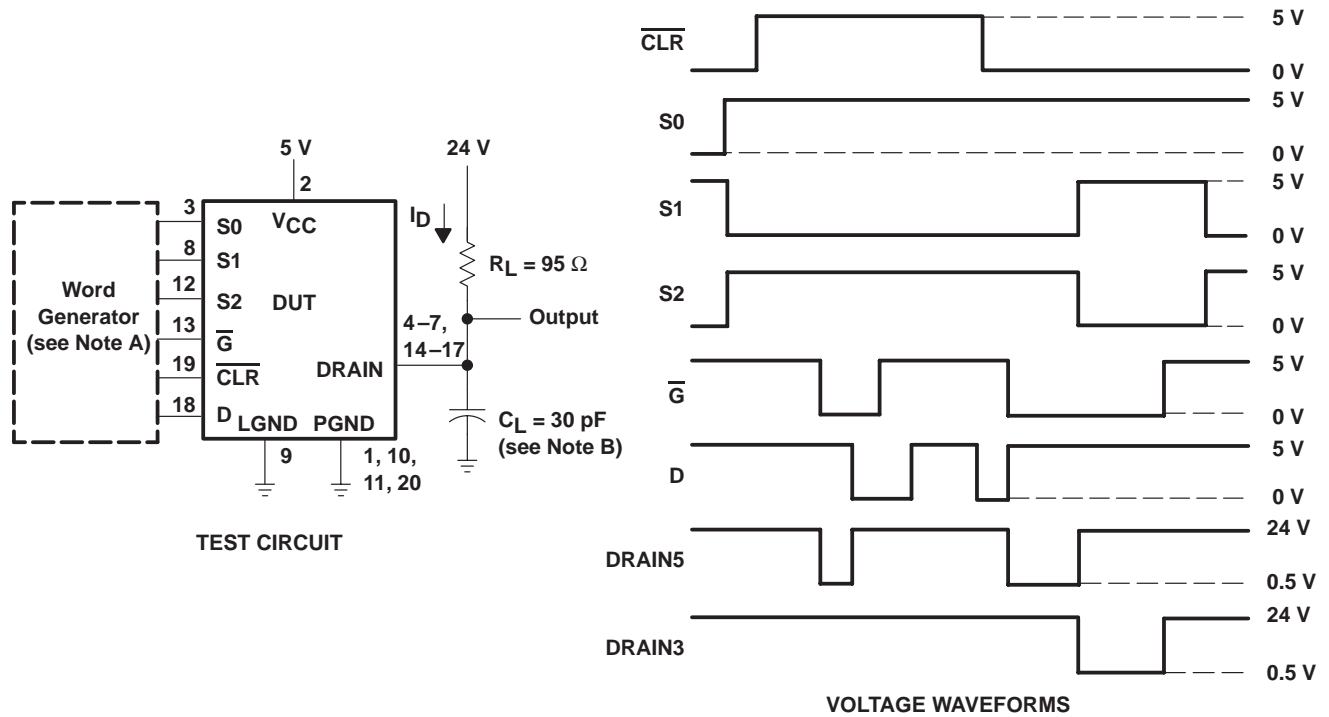 5 V
24 V
2
Word
Generator
(see Note A)
3
8
12
13
19
18
S0
S1
S2
G
CLR
D
VCC
DUT
DRAIN
LGND
PGND
9
1, 10,
11, 20
4–7,
14–17
ID
RL = 95 Ω
Output
CL = 30 pF
(see Note B)
TEST CIRCUIT
CLR
5 V
0 V
S0
5 V
0 V
S1
5 V
0 V
S2
5 V
0 V
G
5 V
0 V
D
5 V
0 V
DRAIN5
24 V
0.5 V
DRAIN3
24 V
0.5 V
VOLTAGE WAVEFORMS